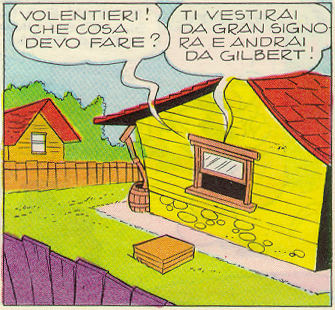 VOLENTIERI!
CHE COSA
DEVO FARE?
TI VESTIRAI
DA GRAN SIGNO
RA E ANDRAI
DA GILBERT!